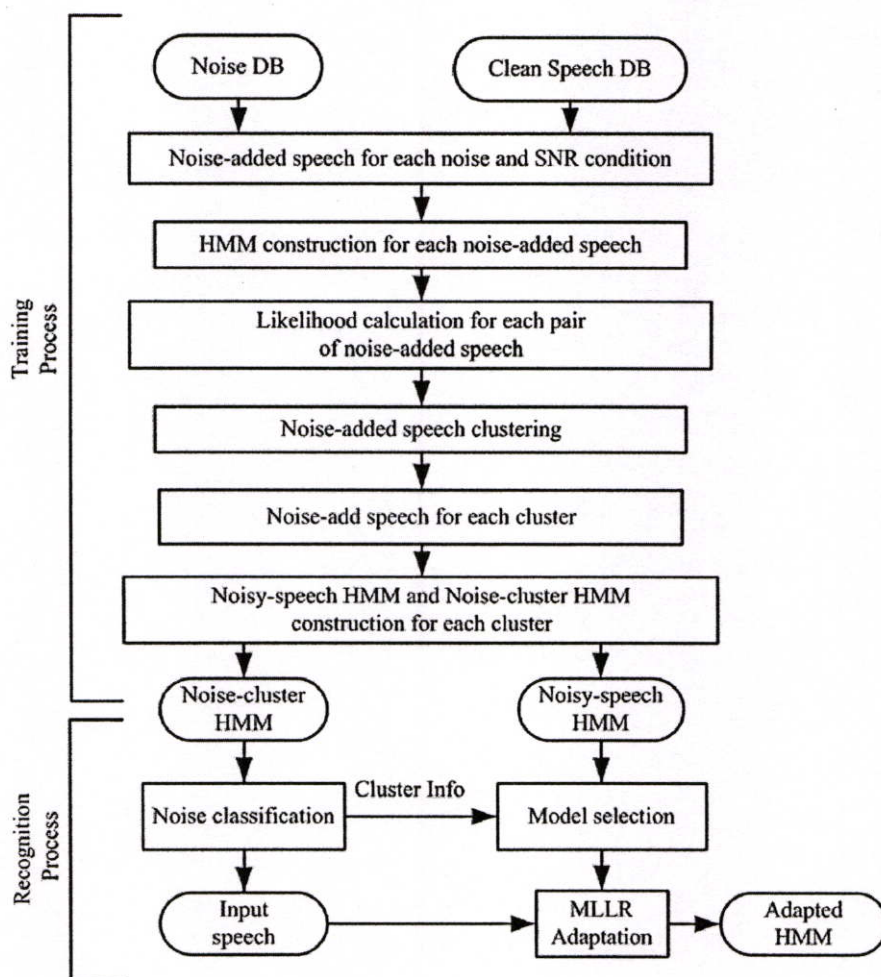 Noise DB
Clean Speech DB
Noise-added speech for each noise and SNR condition
HMM construction for each noise-added speech
Likelihood calculation for each pair
of noise-added speech
Noise-added speech clustering
Noise-add speech for each cluster
Noisy-speech HMM and Noise-cluster HMM
construction for each cluster
Training
Process
Noise-cluster
HMM
Noisy-speech
HMM
Noise classification
Cluster Info
Model selection
Input
speech
MLLR
Adaptation
Adapted
HMM
Recognition
Process